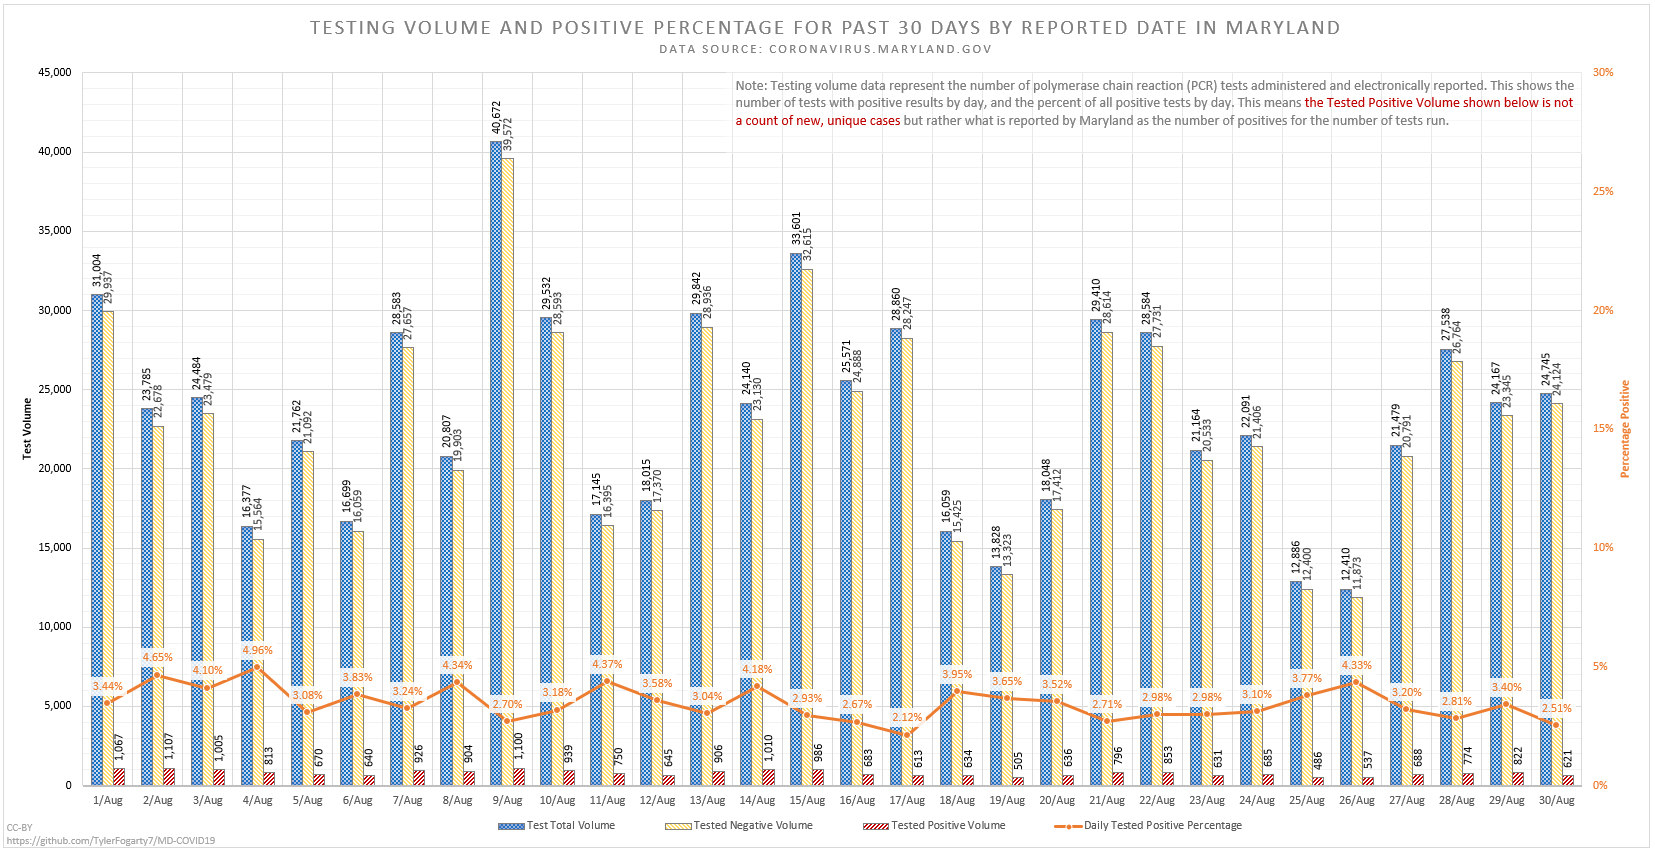 TESTING VOLUME AND POSITIVE PERCENTAGE FOR PAST 30 DAYS BY REPORTED DATE IN MARYLAND
DATA SOURCE: CORONAVIRUS.MARYLAND.GOV
Note: Testing volume data represent the number of polymerase chain reaction (PCR) tests administered and electronically reported. This shows the
number of tests with positive results by day, and the percent of all positive tests by day. This means the Tested Positive Volume shown below is not
a count of new, unique cases but rather what is reported by Maryland as the number of positives for the number of tests run.
Test Volume
45,000
40,000
35,000
30,000
25,000
20,000
15,000
10,000
5,000
0
31,004 29,937 3.44% 1,067
23,785 22,678 4.65% 1,107
24,484 23,479 4.10% 1,005
16,377 15,564 4.96% 813
21,762 21,092 3.08% 670
16,699 16,059 3.83% 640
28,583 27,657 3.24% 926
20,807 19,903 4.34% 904
40,672 39,572 2.70% 1,100
29,532 28,593 3.18% 939
17,145 16,395 4.37% 750
18,015 17,370 3.58% 645
29,842 28,936 3.04% 906
24,140 23,130 4.18% 1,010
33,601 32,615 2.93% 986
25,571 24,888 2.67% 683
28,860 28,247 2.12% 613
16,059 15,425 3.95% 634
13,828 13,323 3.65% 505
18,048 17,412 3.52% 636
29,410 28,614 2.71% 796
28,584 27,731 2.98% 853
21,164 20,533 2.98% 631
22,091 21,406 3.10% 685
12,886 12,400 3.77% 486
12,410 11,873 4.33% 537
21,479 20,791 3.20% 688
27,538 26,764 2.81% 774
24,167 23,345 3.40% 822
24,745 24,124 2.51% 621
30%
25%
20%
15%
10%
5%
0%
Percentage Positive
1/Aug 2/Aug 3/Aug 4/Aug 5/Aug 6/Aug 7/Aug 8/Aug 9/Aug 10/Aug 11/Aug 12/Aug 13/Aug 14/Aug 15/Aug 16/Aug 17/Aug 18/Aug 19/Aug 20/Aug 21/Aug 22/Aug 23/Aug 24/Aug 25/Aug 26/Aug 27/Aug 28/Aug 29/Aug 30/Aug
Test Total Volume Tested Negative Volume Tested Positive Volume Daily Tested Positive Percentage
CC-BY
https://github.com/TylerFogarty7/MD-COVID19